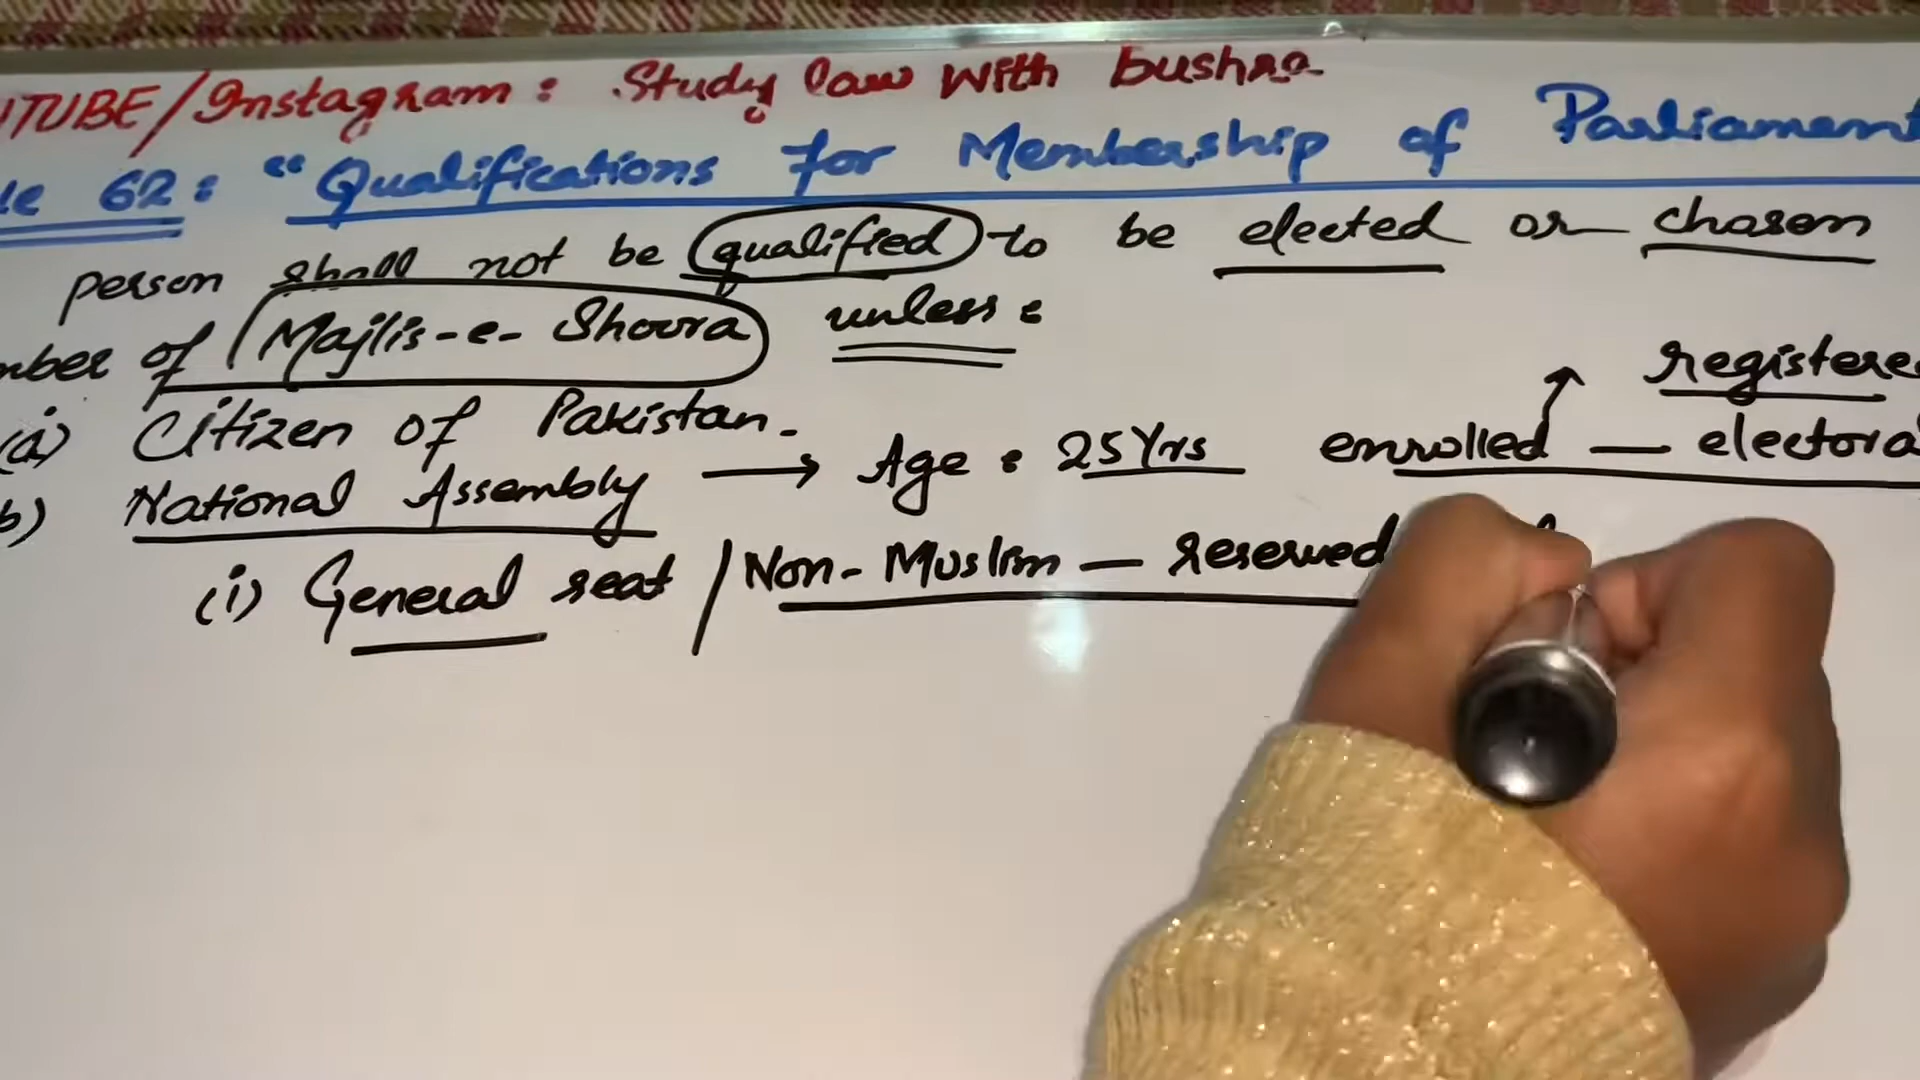 UTUBE/Instagram: Study law with bushra
le 62: "Qualifications for Membership of Parliament
person shall not be qualified to be elected or chosen
mber of Majlis-e-Shoora unless:
registere
(a) Citizen of Pakistan.
b) National Assembly → Age: 25 Yrs enrolled — electora
(i) General seat / Non-Muslim — reserved